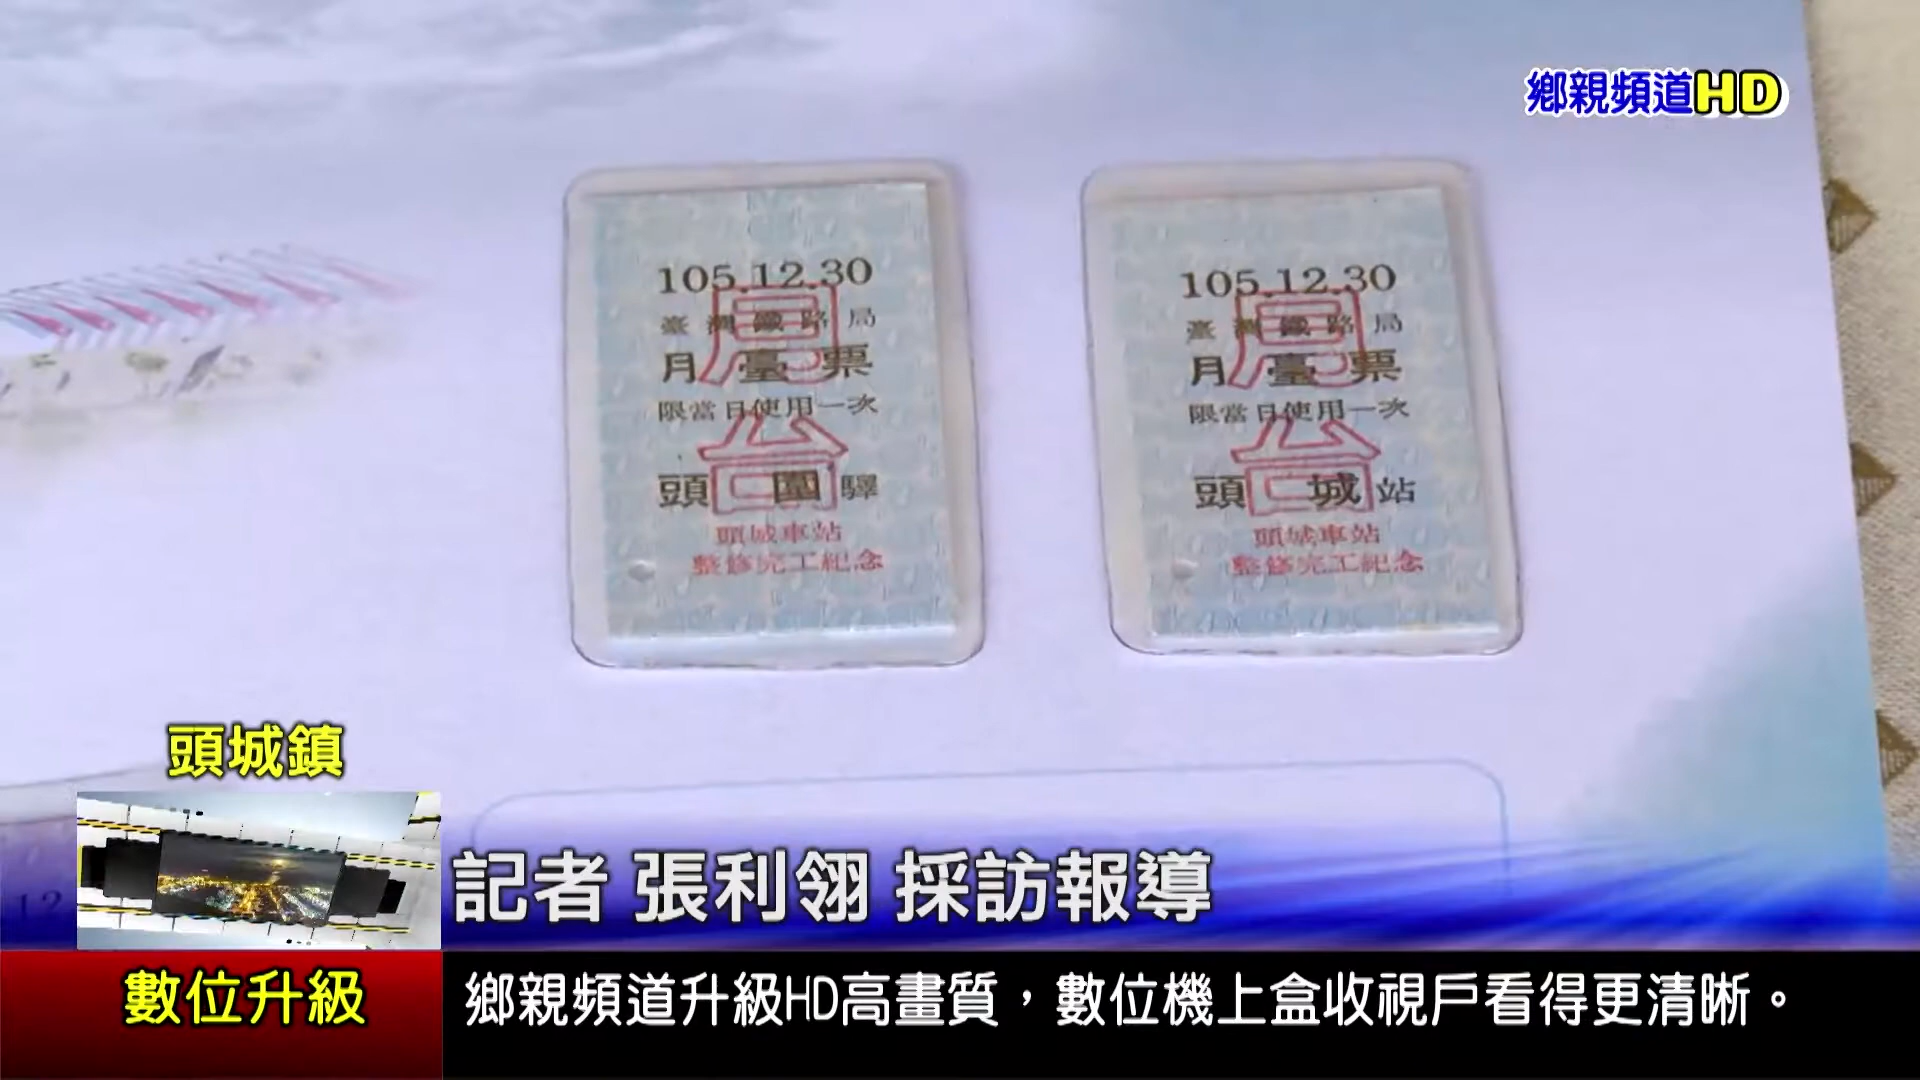 鄉親頻道HD
105.12.30
臺灣鐵路局
月臺票
限當日使用一次
頭圍驛
頭城車站
整修完工紀念
105.12.30
臺灣鐵路局
月臺票
限當日使用一次
頭城站
頭城車站
整修完工紀念
頭城鎮
記者 張利翎 採訪報導
數位升級
鄉親頻道升級HD高畫質，數位機上盒收視戶看得更清晰。